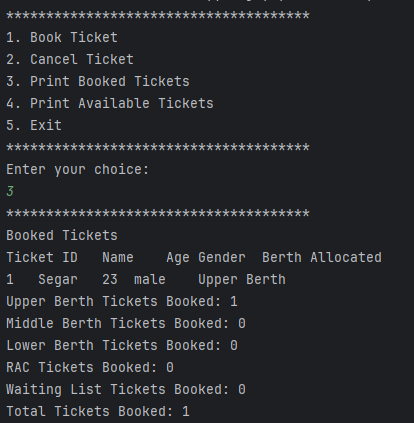 ***************************************
1. Book Ticket
2. Cancel Ticket
3. Print Booked Tickets
4. Print Available Tickets
5. Exit
***************************************
Enter your choice:
3
***************************************
Booked Tickets
Ticket ID   Name    Age Gender  Berth Allocated
1   Segar   23  male    Upper Berth
Upper Berth Tickets Booked: 1
Middle Berth Tickets Booked: 0
Lower Berth Tickets Booked: 0
RAC Tickets Booked: 0
Waiting List Tickets Booked: 0
Total Tickets Booked: 1